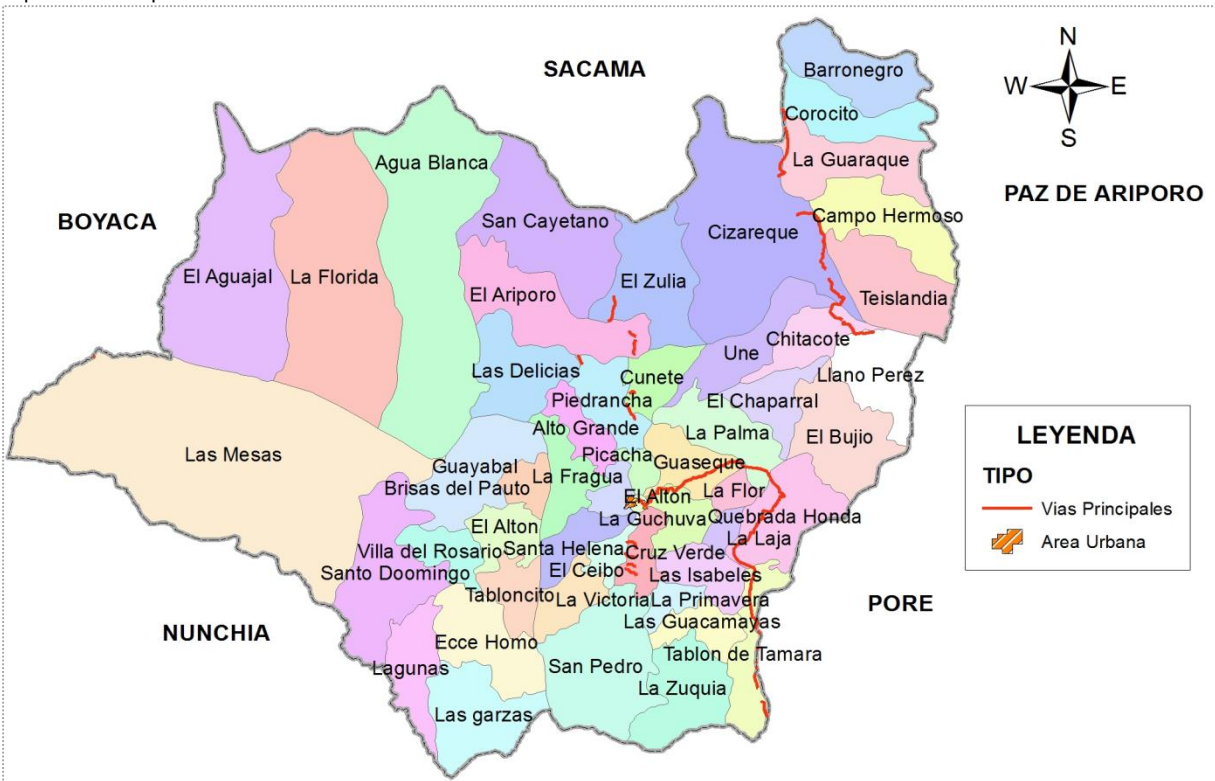 N
W E
S
SACAMA
BOYACA
PAZ DE ARIPORO
NUNCHIA
PORE
Barronegro
Corocito
La Guaraque
Agua Blanca
San Cayetano
Campo Hermoso
Cizareque
El Aguajal
La Florida
El Zulia
El Ariporo
Teislandia
Chitacote
Une
Las Delicias
Cunete
Llano Perez
Piedrancha
El Chaparral
Alto Grande
La Palma
El Bujio
Las Mesas
Picacha
Guaseque
Guayabal
La Fragua
Brisas del Pauto
La Flor
El Alton
La Guchuva
Quebrada Honda
El Alton
La Laja
Villa del Rosario
Santa Helena
Cruz Verde
Santo Doomingo
El Ceibo
Las Isabeles
Tabloncito
La Victoria
La Primavera
Las Guacamayas
Ecce Homo
Tablon de Tamara
Lagunas
San Pedro
La Zuquia
Las garzas
LEYENDA
TIPO
Vias Principales
Area Urbana